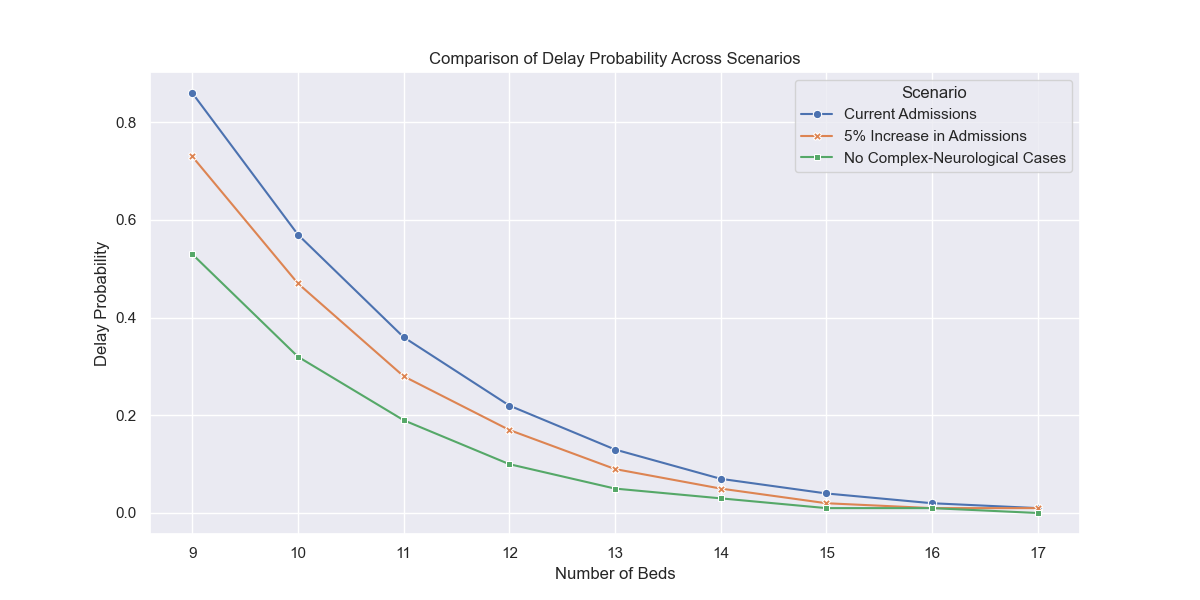 Comparison of Delay Probability Across Scenarios
Scenario
Current Admissions
5% Increase in Admissions
No Complex-Neurological Cases
Delay Probability
0.8
0.6
0.4
0.2
0.0
9 10 11 12 13 14 15 16 17
Number of Beds